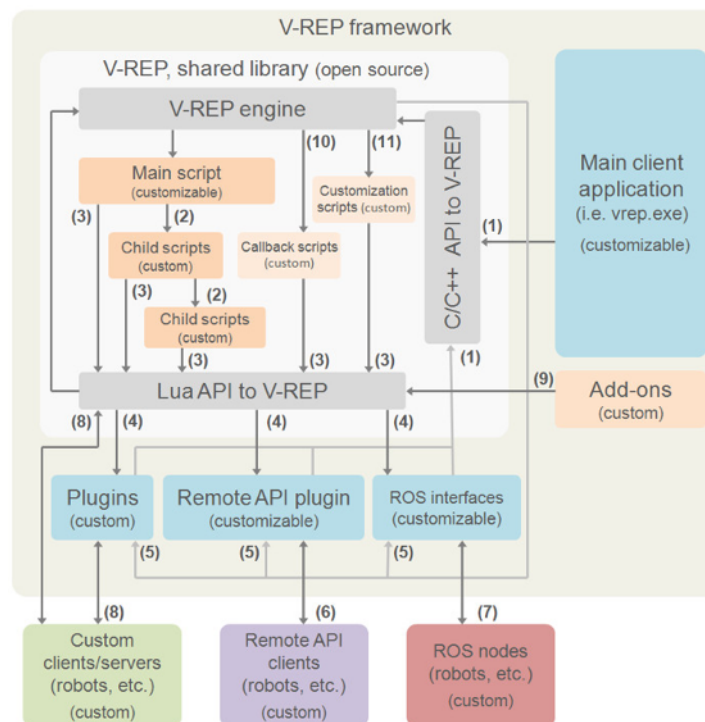 V-REP framework
V-REP, shared library (open source)
V-REP engine
(10)
(11)
Main script
(customizable)
Customization
scripts (custom)
(3)
(2)
Child scripts
(custom)
Callback scripts
(custom)
(3)
(2)
Child scripts
(custom)
(3)
(3)
(3)
Lua API to V-REP
C/C++ API to V-REP
(1)
(1)
Main client
application
(i.e. vrep.exe)
(customizable)
(9)
Add-ons
(custom)
(8)
(4)
(4)
(4)
Plugins
(custom)
Remote API plugin
(customizable)
ROS interfaces
(customizable)
(5)
(5)
(5)
(8)
(6)
(7)
Custom
clients/servers
(robots, etc.)
(custom)
Remote API
clients
(robots, etc.)
(custom)
ROS nodes
(robots, etc.)
(custom)